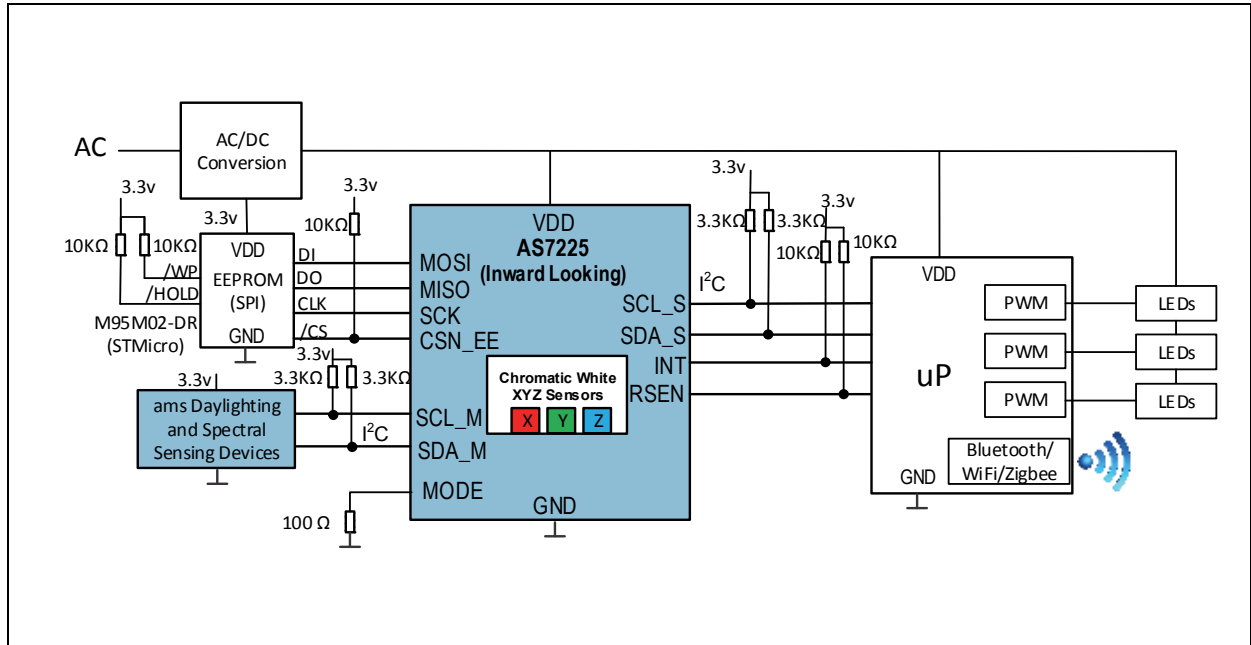 AC
AC/DC
Conversion
3.3v
3.3v
10KΩ
10KΩ
/WP
/HOLD
VDD
EEPROM
(SPI)
GND
M95M02-DR
(STMicro)
DI
DO
CLK
/CS
3.3v
10KΩ
3.3v
3.3KΩ
3.3KΩ
3.3v
ams Daylighting
and Spectral
Sensing Devices
I²C
100 Ω
VDD
AS7225
(Inward Looking)
MOSI
MISO
SCK
CSN_EE
SCL_M
SDA_M
MODE
GND
SCL_S
SDA_S
INT
RSEN
Chromatic White
XYZ Sensors
X Y Z
I²C
3.3v
3.3KΩ
3.3KΩ
3.3v
10KΩ
10KΩ
VDD
uP
PWM
PWM
PWM
Bluetooth/
WiFi/Zigbee
GND
LEDs
LEDs
LEDs